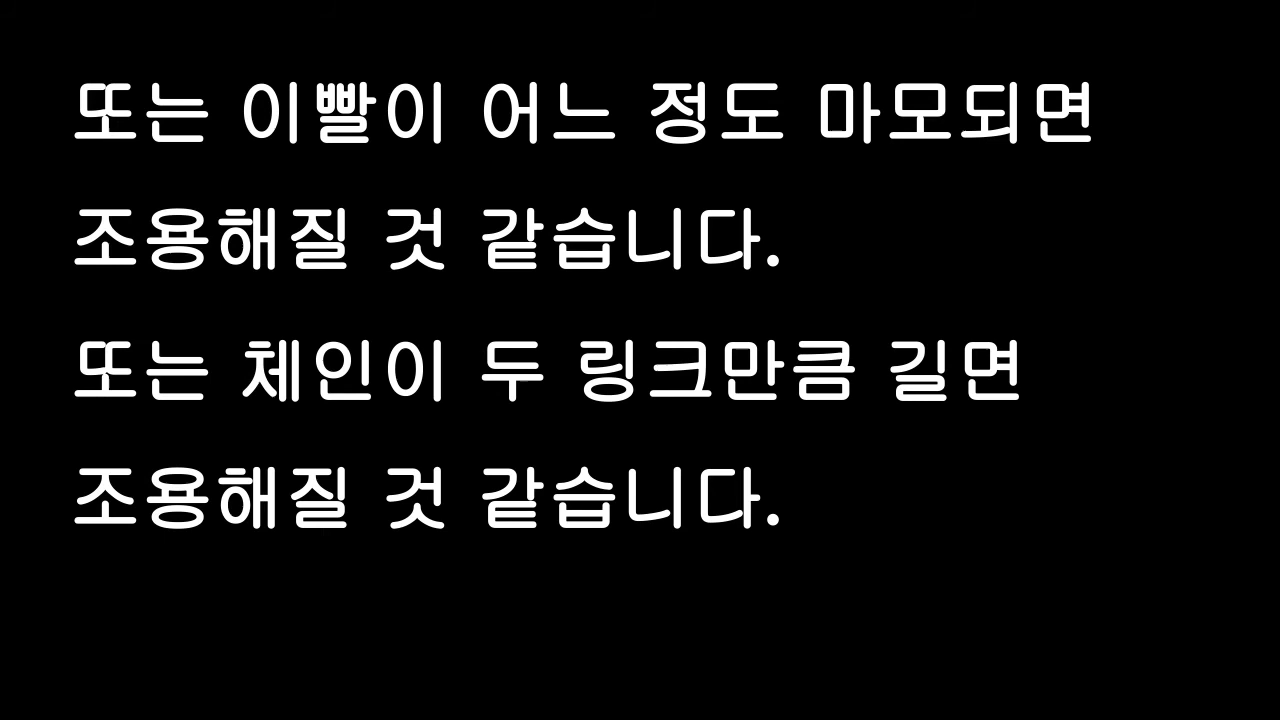 또는 이빨이 어느 정도 마모되면
조용해질 것 같습니다.
또는 체인이 두 링크만큼 길면
조용해질 것 같습니다.